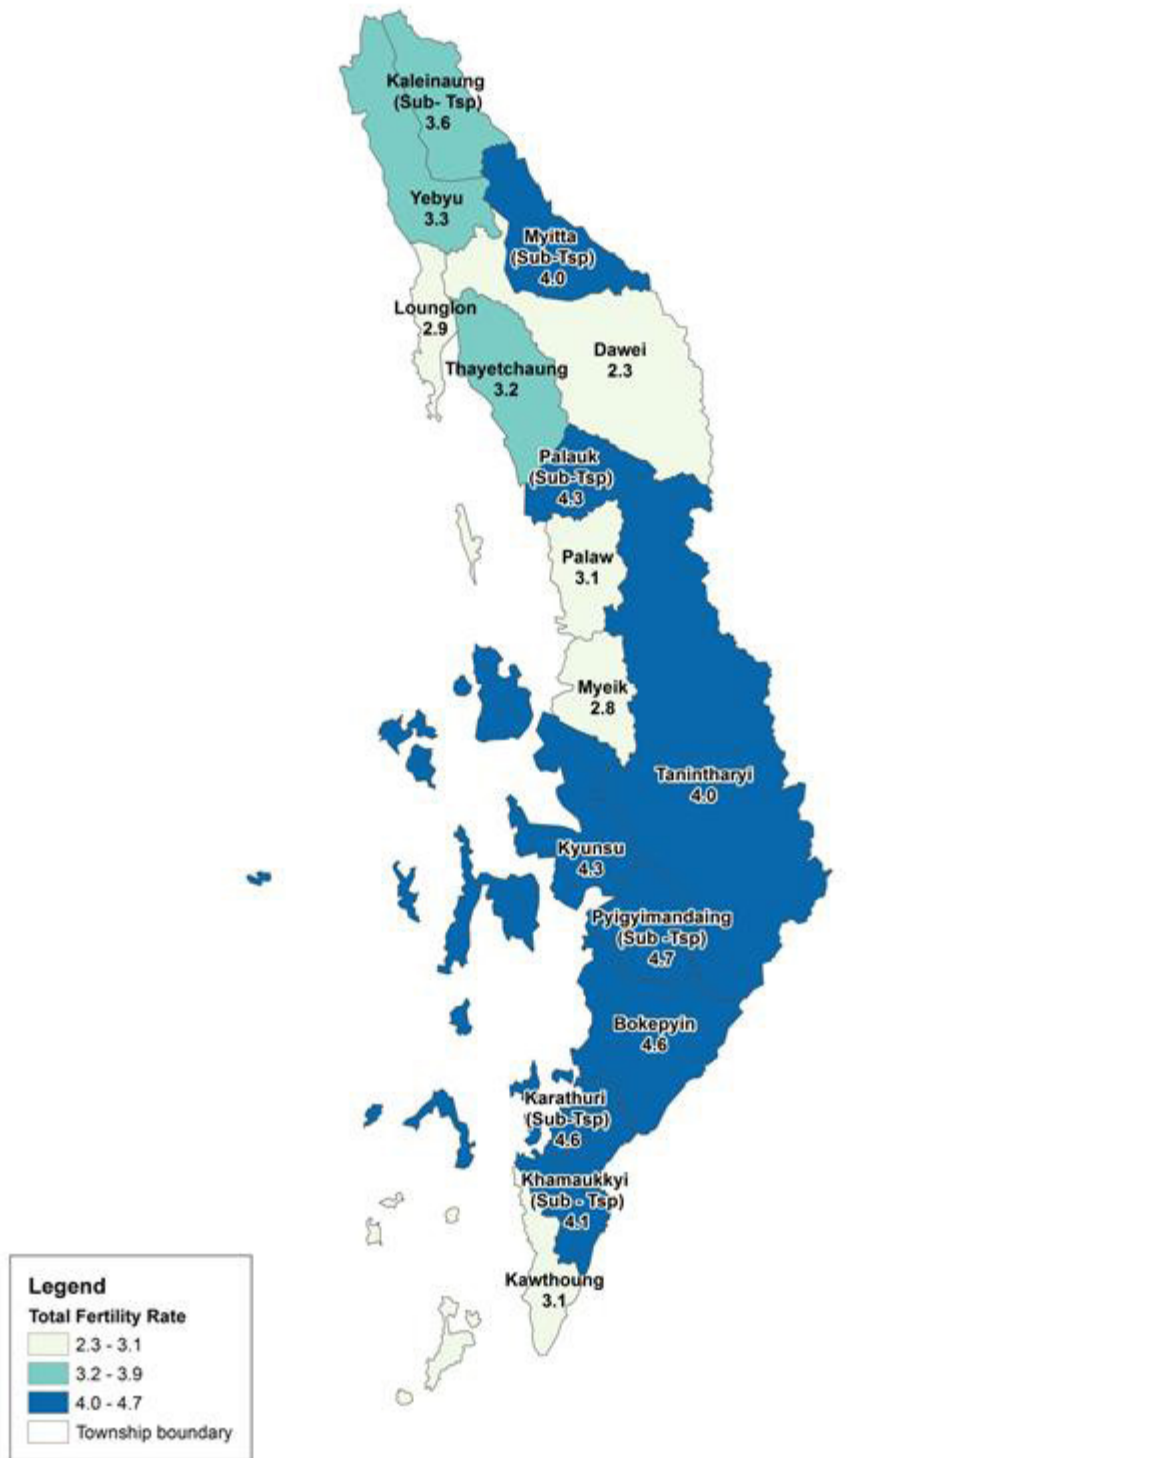 Kaleinaung
(Sub- Tsp)
3.6
Yebyu
3.3
Myitta
(Sub-Tsp)
4.0
Launglon
2.9
Dawei
2.3
Thayetchaung
3.2
Palauk
(Sub-Tsp)
4.3
Palaw
3.1
Myeik
2.8
Tanintharyi
4.0
Kyunsu
4.3
Pyigyimandaing
(Sub -Tsp)
4.7
Bokepyin
4.6
Karathuri
(Sub-Tsp)
4.6
Khamaukkyi
(Sub - Tsp)
4.1
Kawthoung
3.1
Legend
Total Fertility Rate
2.3 - 3.1
3.2 - 3.9
4.0 - 4.7
Township boundary